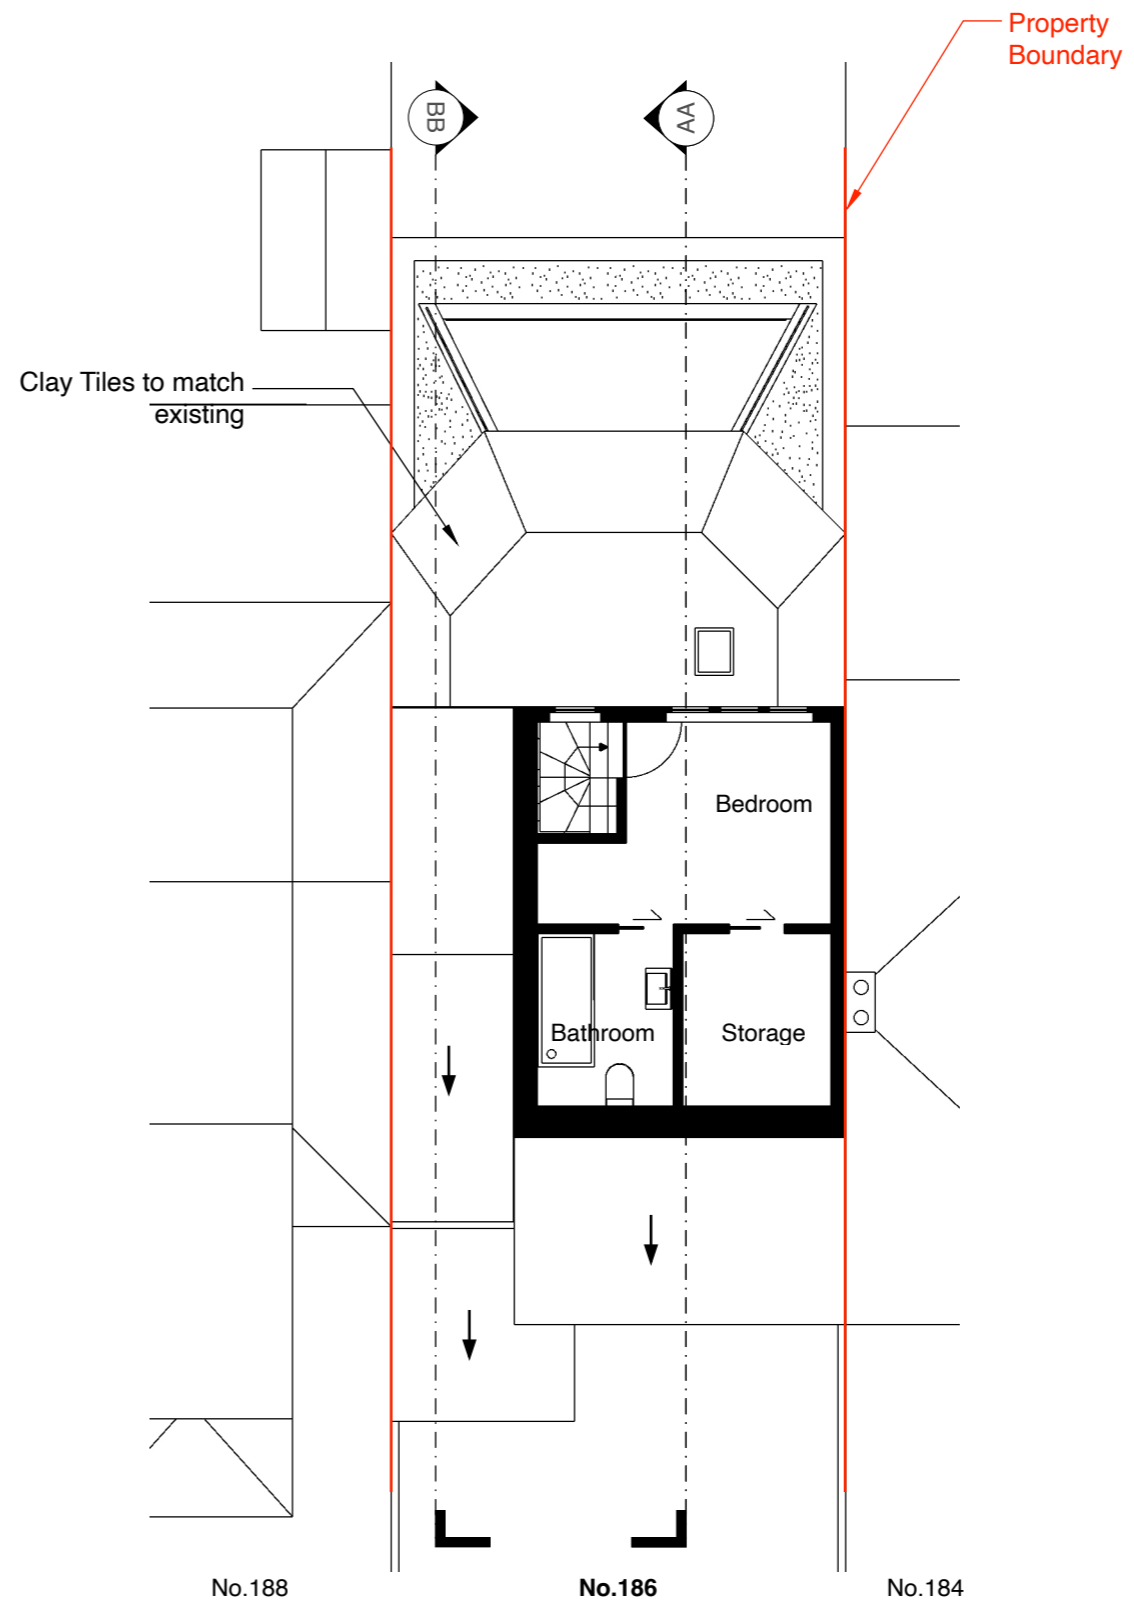 Property
Boundary
BB
AA
Clay Tiles to match
existing
Bedroom
Bathroom
Storage
No.188
No.186
No.184